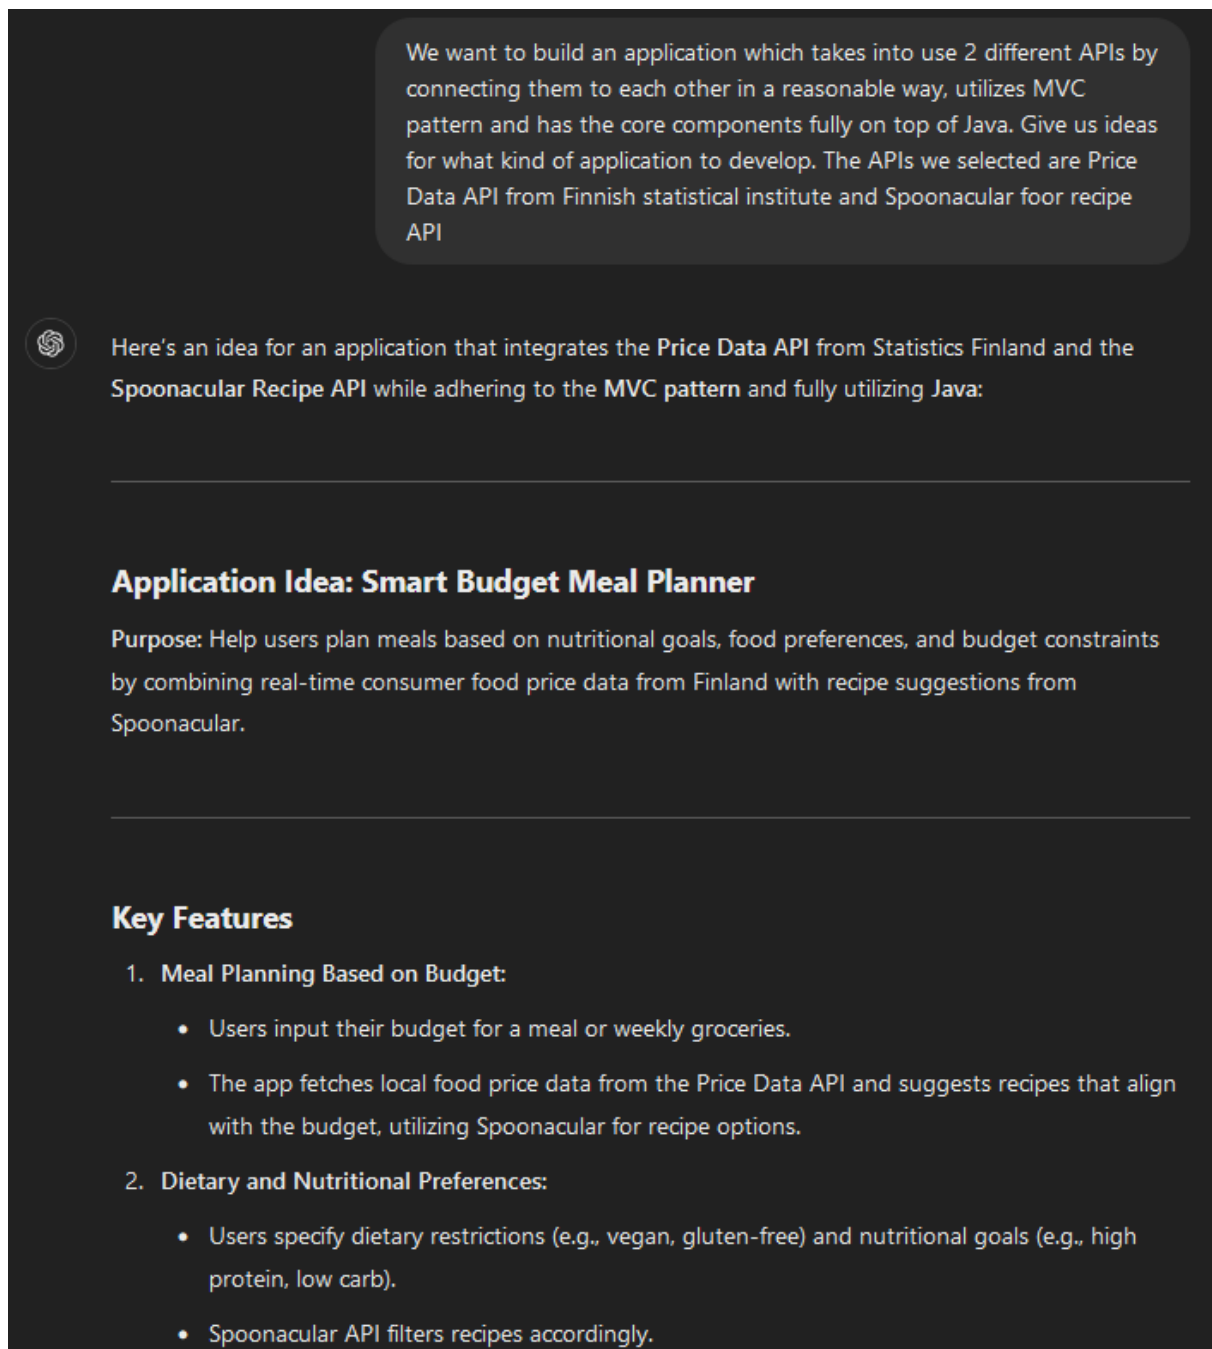 We want to build an application which takes into use 2 different APIs by
connecting them to each other in a reasonable way, utilizes MVC
pattern and has the core components fully on top of Java. Give us ideas
for what kind of application to develop. The APIs we selected are Price
Data API from Finnish statistical institute and Spoonacular foor recipe
API
Here's an idea for an application that integrates the Price Data API from Statistics Finland and the
Spoonacular Recipe API while adhering to the MVC pattern and fully utilizing Java:
Application Idea: Smart Budget Meal Planner
Purpose: Help users plan meals based on nutritional goals, food preferences, and budget constraints
by combining real-time consumer food price data from Finland with recipe suggestions from
Spoonacular.
Key Features
1. Meal Planning Based on Budget:
• Users input their budget for a meal or weekly groceries.
• The app fetches local food price data from the Price Data API and suggests recipes that align
with the budget, utilizing Spoonacular for recipe options.
2. Dietary and Nutritional Preferences:
• Users specify dietary restrictions (e.g., vegan, gluten-free) and nutritional goals (e.g., high
protein, low carb).
• Spoonacular API filters recipes accordingly.